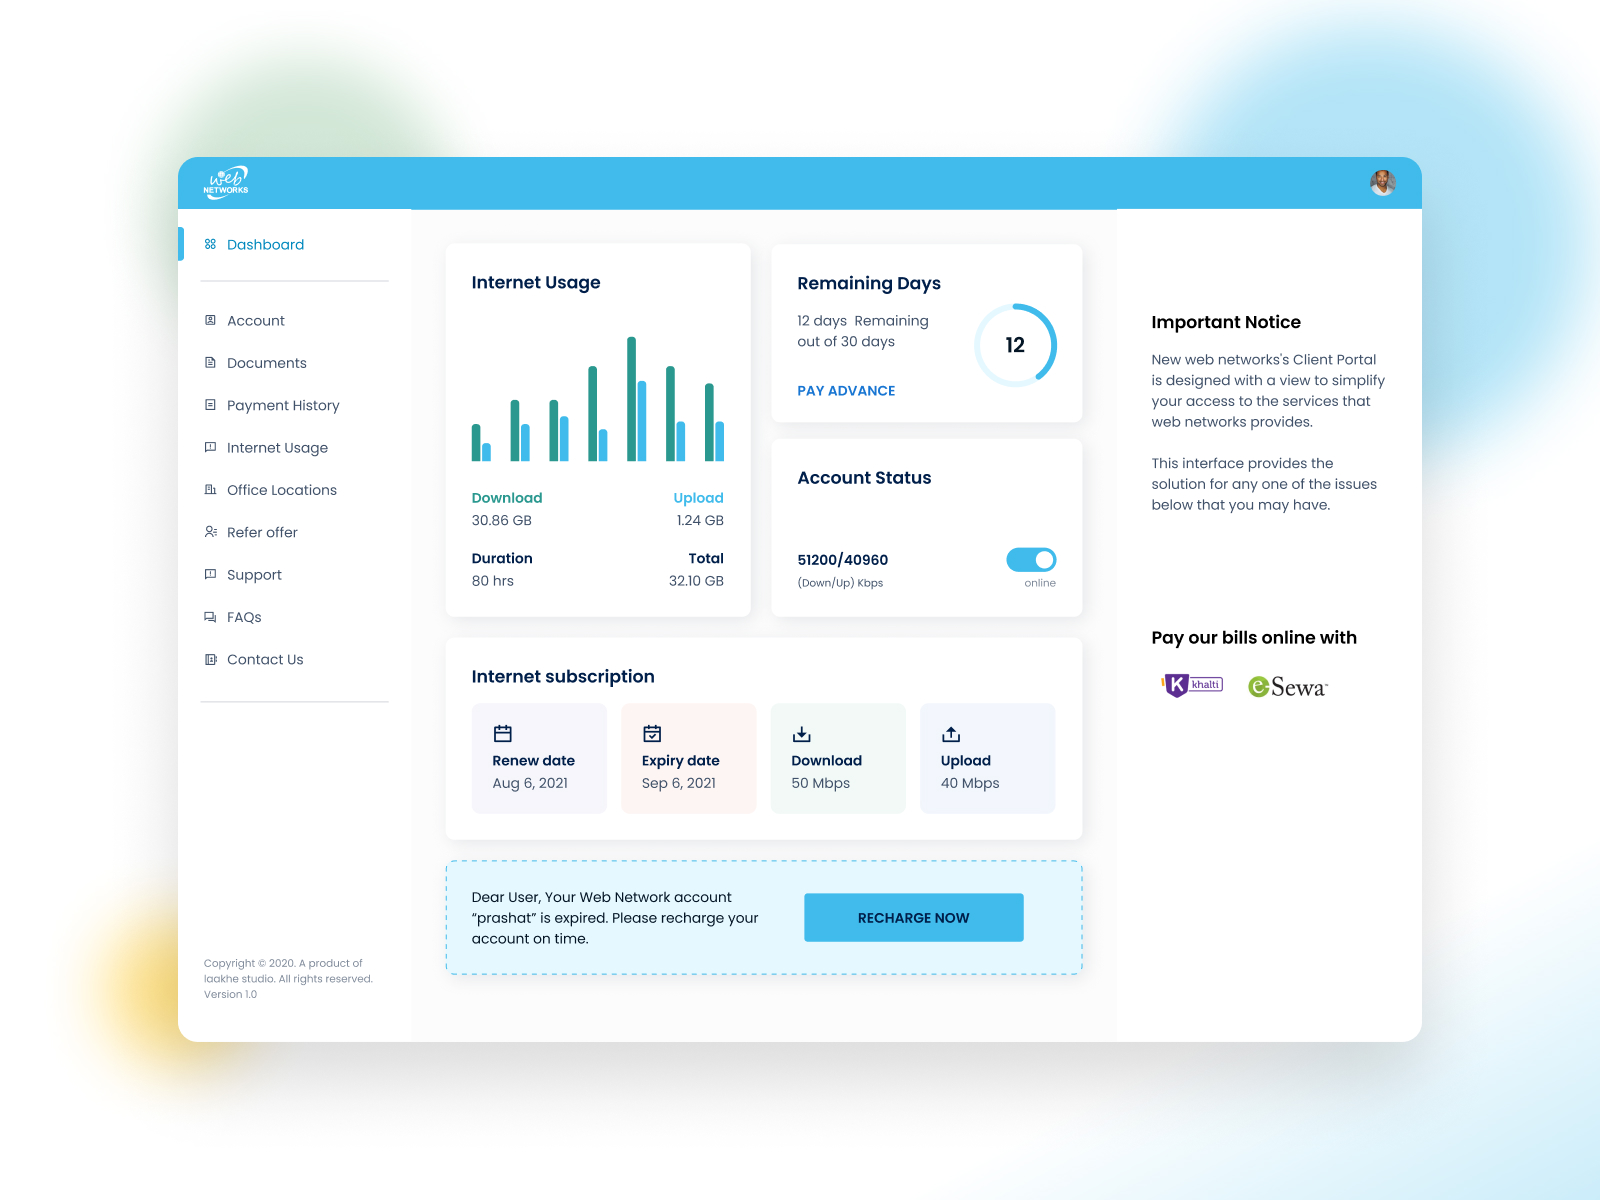 web
NETWORKS
Dashboard
Account
Documents
Payment History
Internet Usage
Office Locations
Refer offer
Support
FAQs
Contact Us
Copyright © 2020. A product of
laakhe studio. All rights reserved.
Version 1.0
Internet Usage
Download
Upload
30.86 GB
1.24 GB
Duration
Total
80 hrs
32.10 GB
Remaining Days
12 days  Remaining
out of 30 days
12
PAY ADVANCE
Account Status
51200/40960
(Down/Up) Kbps
online
Internet subscription
Renew date
Aug 6, 2021
Expiry date
Sep 6, 2021
Download
50 Mbps
Upload
40 Mbps
Dear User, Your Web Network account
“prashat” is expired. Please recharge your
account on time.
RECHARGE NOW
Important Notice
New web networks's Client Portal
is designed with a view to simplify
your access to the services that
web networks provides.
This interface provides the
solution for any one of the issues
below that you may have.
Pay our bills online with
K khalti
eSewa™